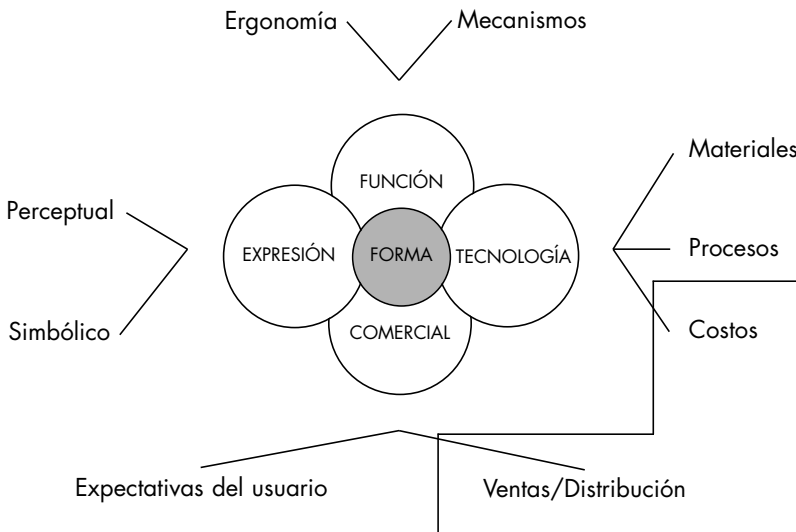 Ergonomía
Mecanismos
Materiales
FUNCIÓN
Perceptual
EXPRESIÓN
FORMA
TECNOLOGÍA
Procesos
Simbólico
COMERCIAL
Costos
Expectativas del usuario
Ventas/Distribución